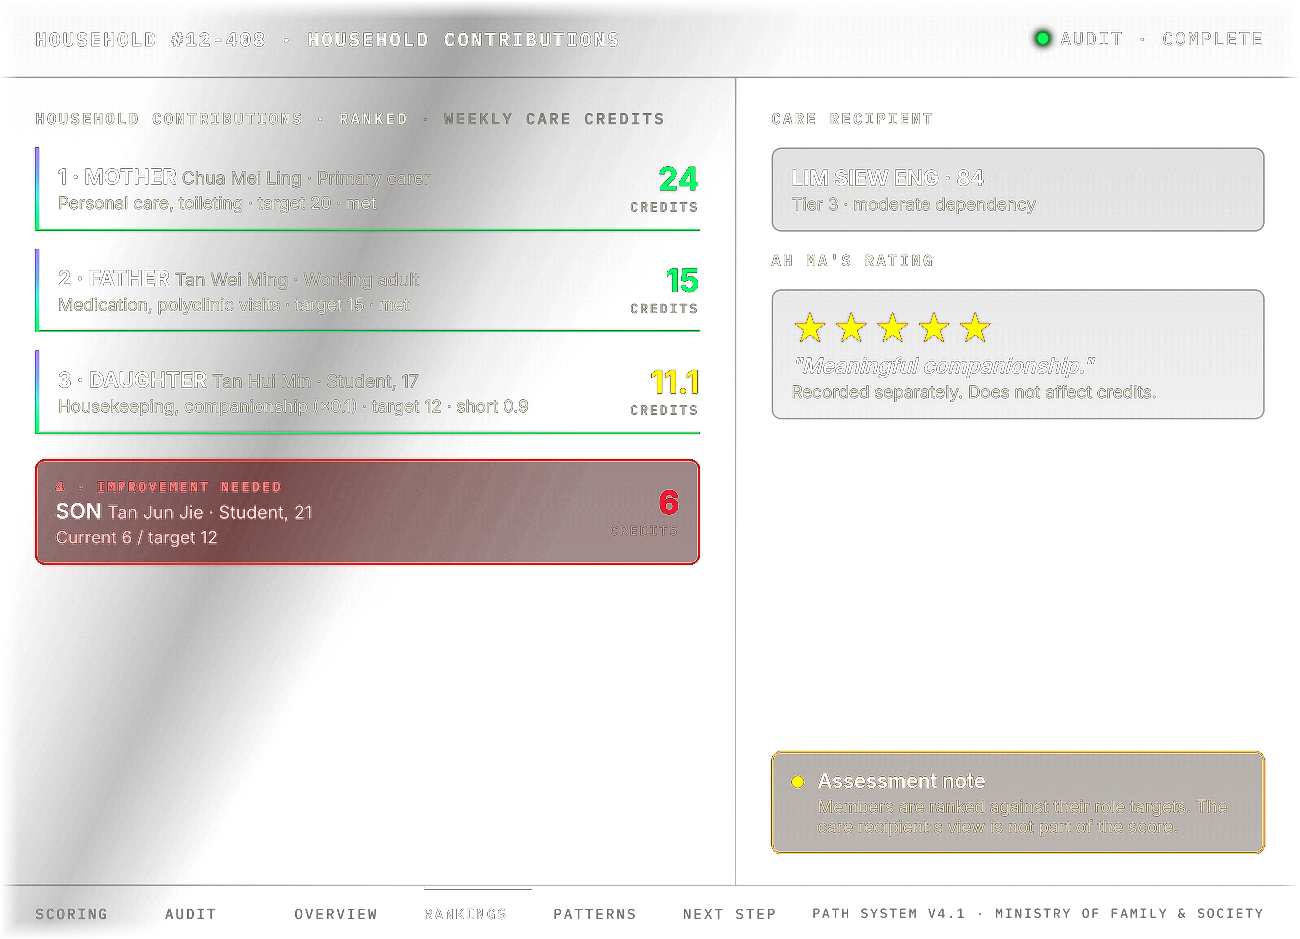 HOUSEHOLD #12-408 · HOUSEHOLD CONTRIBUTIONS
AUDIT · COMPLETE
HOUSEHOLD CONTRIBUTIONS · RANKED · WEEKLY CARE CREDITS
1 · MOTHER Chua Mei Ling · Primary carer
Personal care, toileting · target 20 · met
24
CREDITS
2 · FATHER Tan Wei Ming · Working adult
Medication, polyclinic visits · target 15 · met
15
CREDITS
3 · DAUGHTER Tan Hui Min · Student, 17
Housekeeping, companionship (×0.1) · target 12 · short 0.9
11.1
CREDITS
4 · IMPROVEMENT NEEDED
SON Tan Jun Jie · Student, 21
Current 6 / target 12
6
CREDITS
CARE RECIPIENT
LIM SIEW ENG · 84
Tier 3 · moderate dependency
AH MA'S RATING
★★★★★
"Meaningful companionship."
Recorded separately. Does not affect credits.
Assessment note
Members are ranked against their role targets. The
care recipient's view is not part of the score.
SCORING AUDIT OVERVIEW RANKINGS PATTERNS NEXT STEP PATH SYSTEM V4.1 · MINISTRY OF FAMILY & SOCIETY